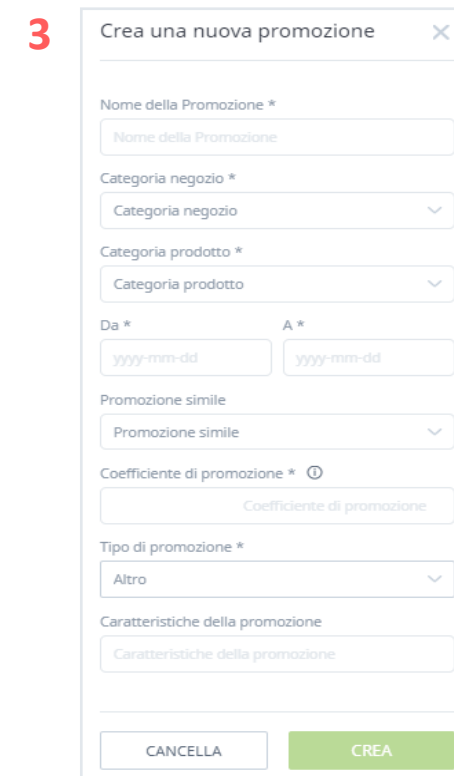 3
Crea una nuova promozione
Nome della Promozione *
Nome della Promozione
Categoria negozio *
Categoria negozio
Categoria prodotto *
Categoria prodotto
Da * A *
yyyy-mm-dd yyyy-mm-dd
Promozione simile
Promozione simile
Coefficiente di promozione *
Coefficiente di promozione
Tipo di promozione *
Altro
Caratteristiche della promozione
Caratteristiche della promozione
CANCELLA CREA